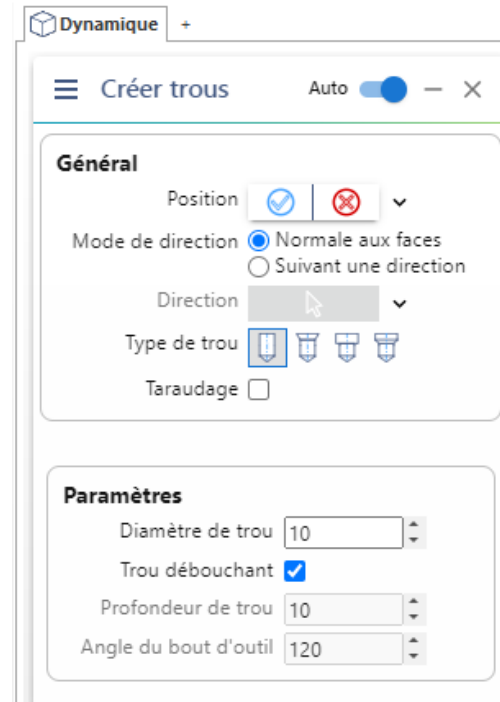 Dynamique +
Créer trous Auto
Général
Position
Mode de direction Normale aux faces
Suivant une direction
Direction
Type de trou
Taraudage
Paramètres
Diamètre de trou 10
Trou débouchant
Profondeur de trou 10
Angle du bout d'outil 120